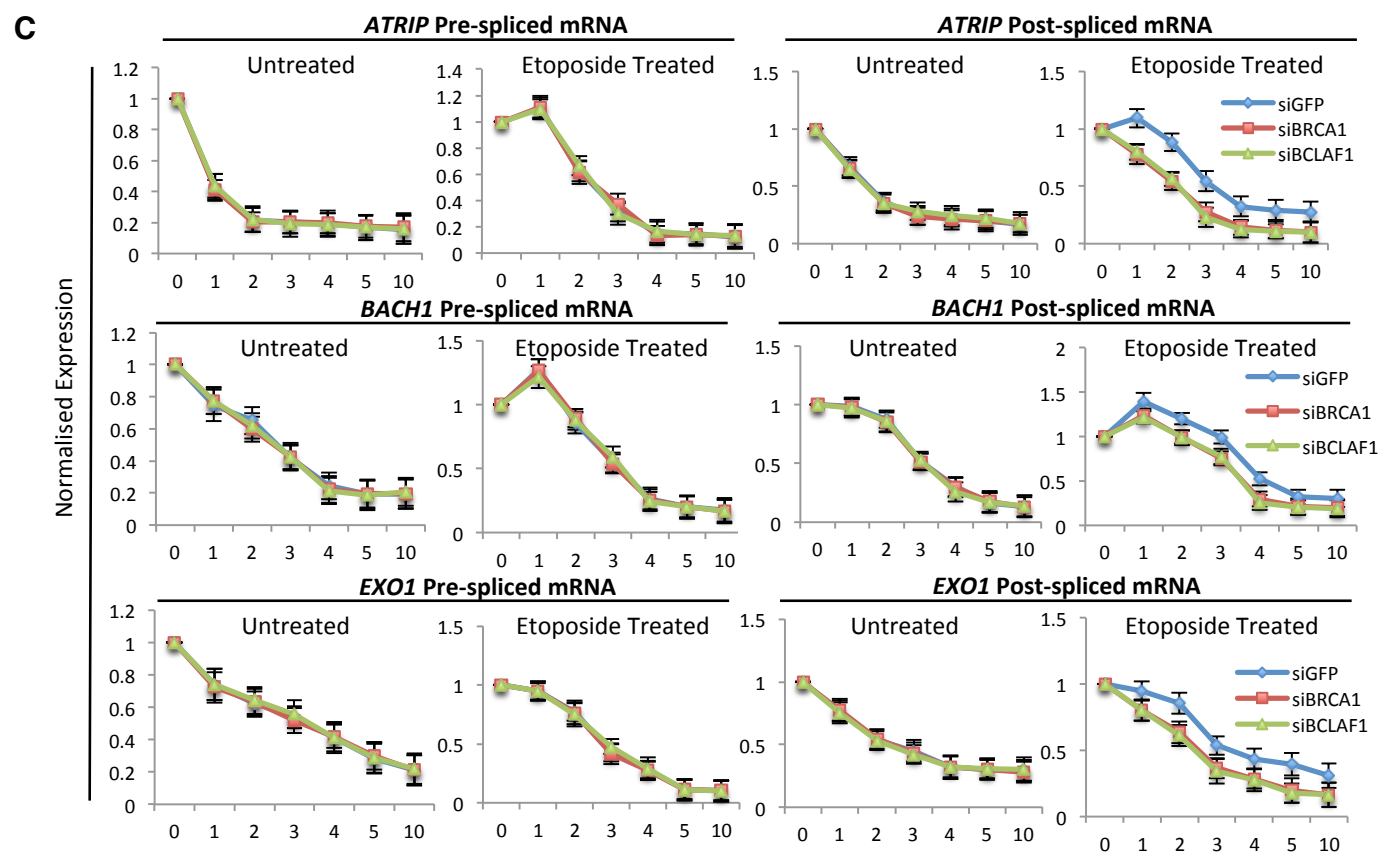 C
ATRIP Pre-spliced mRNA
ATRIP Post-spliced mRNA
Untreated
Etoposide Treated
Untreated
Etoposide Treated
1.2
1
0.8
0.6
0.4
0.2
0
0 1 2 3 4 5 10
1.4
1.2
1
0.8
0.6
0.4
0.2
0
0 1 2 3 4 5 10
1.5
1
0.5
0
0 1 2 3 4 5 10
1.5
1
0.5
0
0 1 2 3 4 5 10
siGFP
siBRCA1
siBCLAF1
Normalised Expression
BACH1 Pre-spliced mRNA
BACH1 Post-spliced mRNA
Untreated
Etoposide Treated
Untreated
Etoposide Treated
1.2
1
0.8
0.6
0.4
0.2
0
0 1 2 3 4 5 10
1.5
1
0.5
0
0 1 2 3 4 5 10
1.5
1
0.5
0
0 1 2 3 4 5 10
2
1.5
1
0.5
0
0 1 2 3 4 5 10
siGFP
siBRCA1
siBCLAF1
EXO1 Pre-spliced mRNA
EXO1 Post-spliced mRNA
Untreated
Etoposide Treated
Untreated
Etoposide Treated
1.2
1
0.8
0.6
0.4
0.2
0
0 1 2 3 4 5 10
1.5
1
0.5
0
0 1 2 3 4 5 10
1.5
1
0.5
0
0 1 2 3 4 5 10
1.5
1
0.5
0
0 1 2 3 4 5 10
siGFP
siBRCA1
siBCLAF1